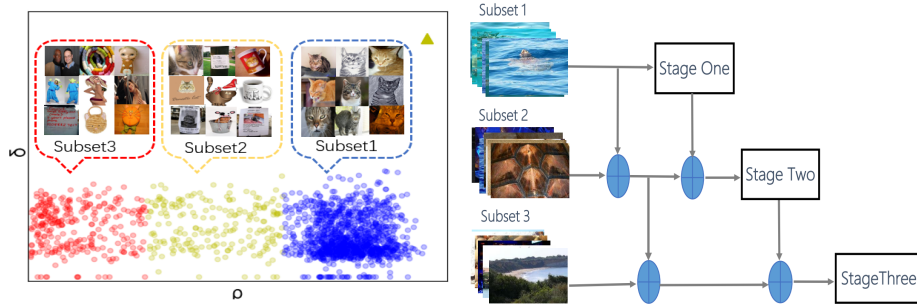 Subset3
Subset2
Subset1
δ
ρ
Subset 1
Stage One
Subset 2
Stage Two
Subset 3
StageThree